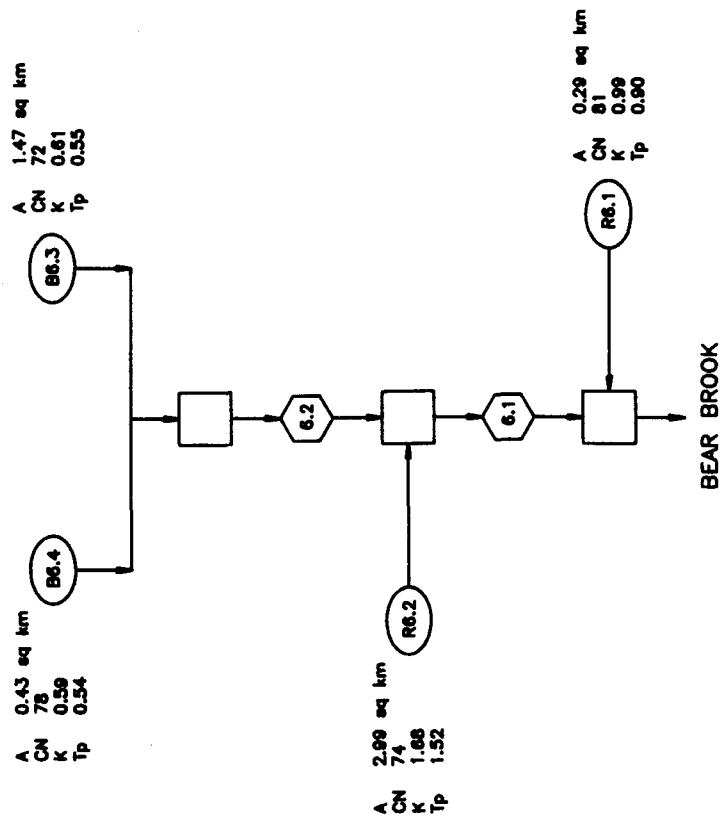 A 0.43 sq km
CN 78
K 0.59
Tp 0.54
B6.4
A 1.47 sq km
CN 72
K 0.61
Tp 0.55
B6.3
6.2
A 2.99 sq km
CN 74
K 1.68
Tp 1.52
R6.2
6.1
A 0.29 sq km
CN 81
K 0.99
Tp 0.90
R6.1
BEAR BROOK